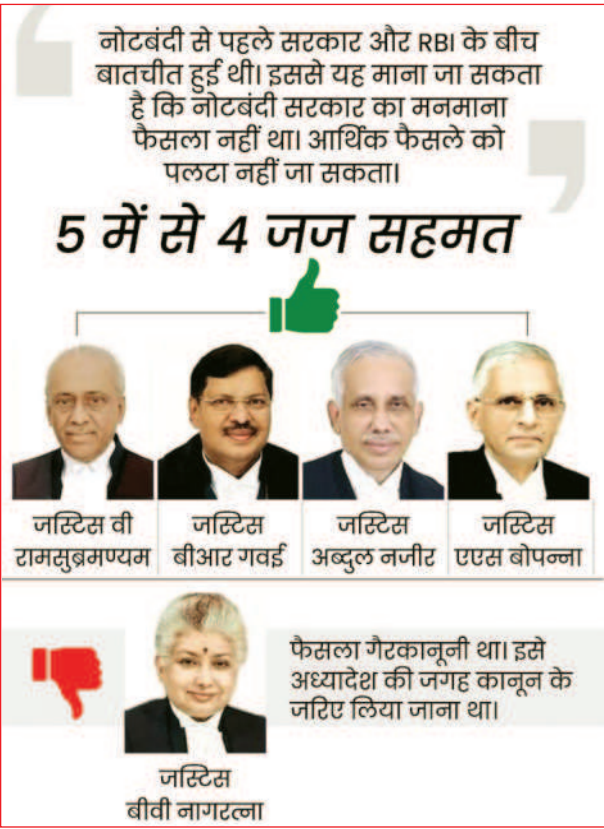 नोटबंदी से पहले सरकार और RBI के बीच
बातचीत हुई थी। इससे यह माना जा सकता
है कि नोटबंदी सरकार का मनमाना
फैसला नहीं था। आर्थिक फैसले को
पलटा नहीं जा सकता।
5 में से 4 जज सहमत
जस्टिस वी
रामसुब्रमण्यम
जस्टिस
बीआर गवई
जस्टिस
अब्दुल नजीर
जस्टिस
एएस बोपन्ना
फैसला गैरकानूनी था। इसे
अध्यादेश की जगह कानून के
जरिए लिया जाना था।
जस्टिस
बीवी नागरत्ना